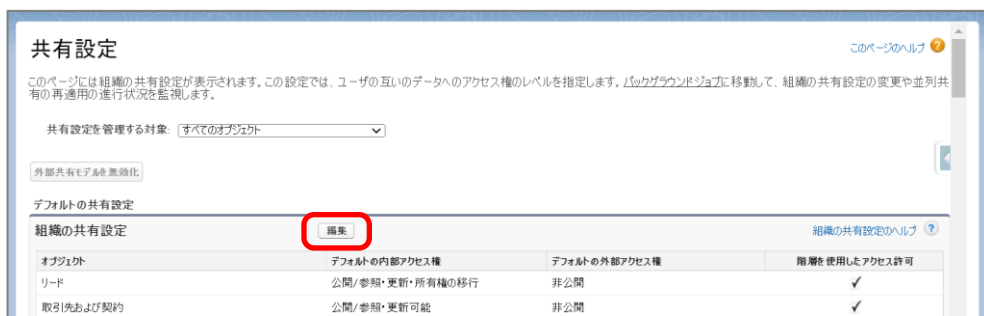 共有設定
このページのヘルプ ?
このページには組織の共有設定が表示されます。この設定では、ユーザの互いのデータへのアクセス権のレベルを指定します。バックグラウンドジョブに移動して、組織の共有設定の変更や並列共
有の再適用の進行状況を監視します。
共有設定を管理する対象: すべてのオブジェクト
外部共有モデルを無効化
デフォルトの共有設定
組織の共有設定 編集 組織の共有設定のヘルプ ?
オブジェクト デフォルトの内部アクセス権 デフォルトの外部アクセス権 階層を使用したアクセス許可
リード 公開/参照・更新・所有権の移行 非公開 ✓
取引先および契約 公開/参照・更新可能 非公開 ✓